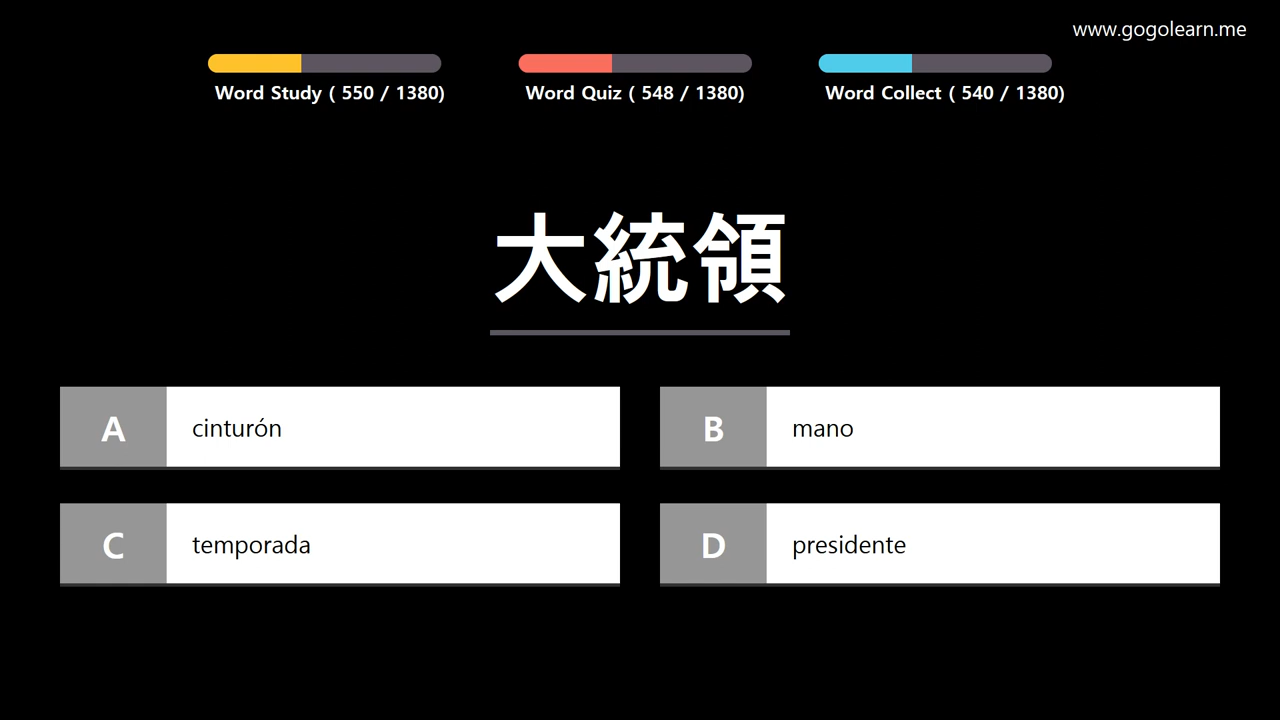 www.gogolearn.me
Word Study ( 550 / 1380)
Word Quiz ( 548 / 1380)
Word Collect ( 540 / 1380)
大統領
A cinturón
B mano
C temporada
D presidente